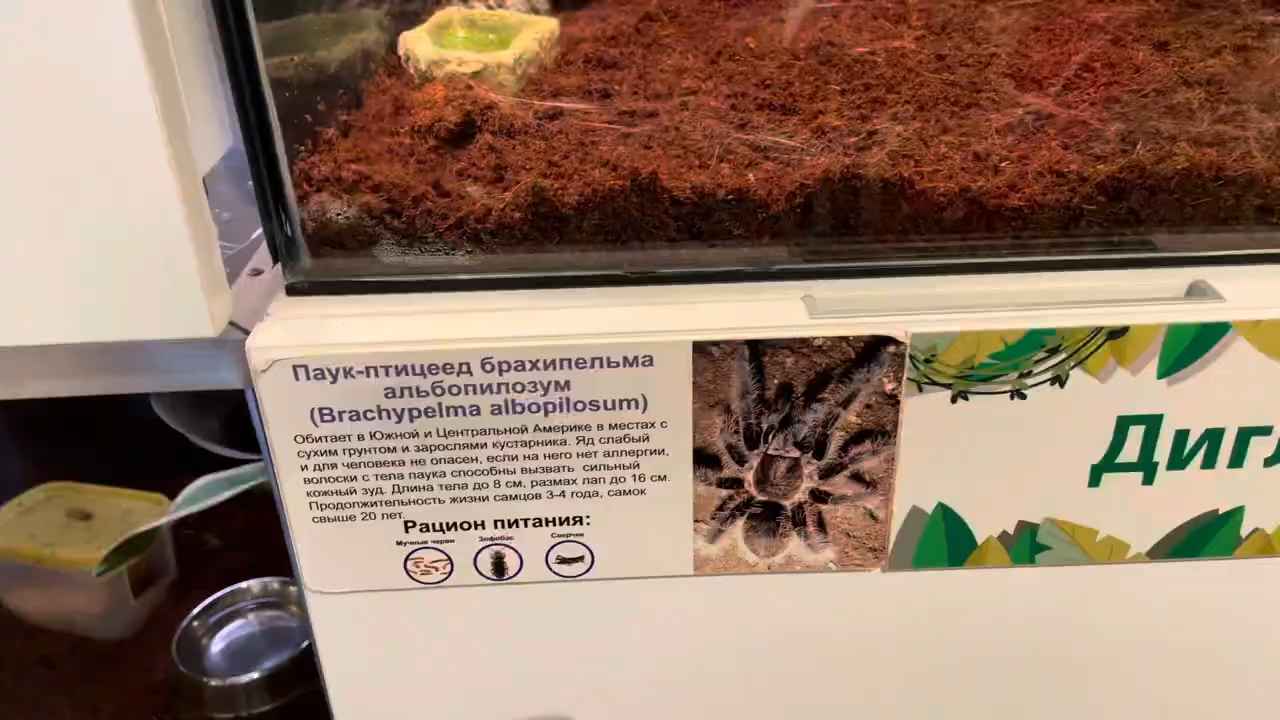 Паук-птицеед брахипельма
альбопилозум
(Brachypelma albopilosum)
Обитает в Южной и Центральной Америке в местах с
сухим грунтом и зарослями кустарника. Яд слабый
и для человека не опасен, если на него нет аллергии,
волоски с тела паука способны вызвать сильный
кожный зуд. Длина тела до 8 см, размах лап до 16 см.
Продолжительность жизни самцов 3-4 года, самок
свыше 20 лет.
Рацион питания:
Мучные черви Зофобас Сверчки